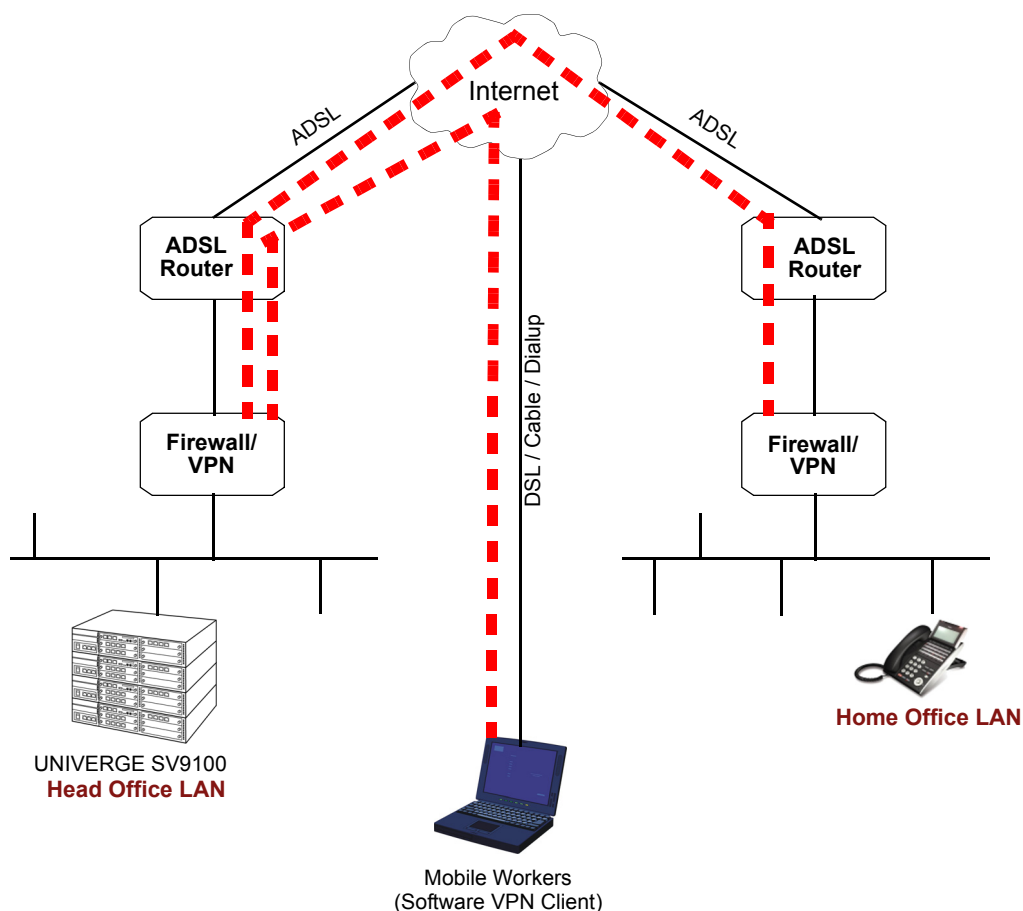 Internet
ADSL
ADSL
ADSL
Router
ADSL
Router
DSL / Cable / Dialup
Firewall/
VPN
Firewall/
VPN
UNIVERGE SV9100
Head Office LAN
Home Office LAN
Mobile Workers
(Software VPN Client)